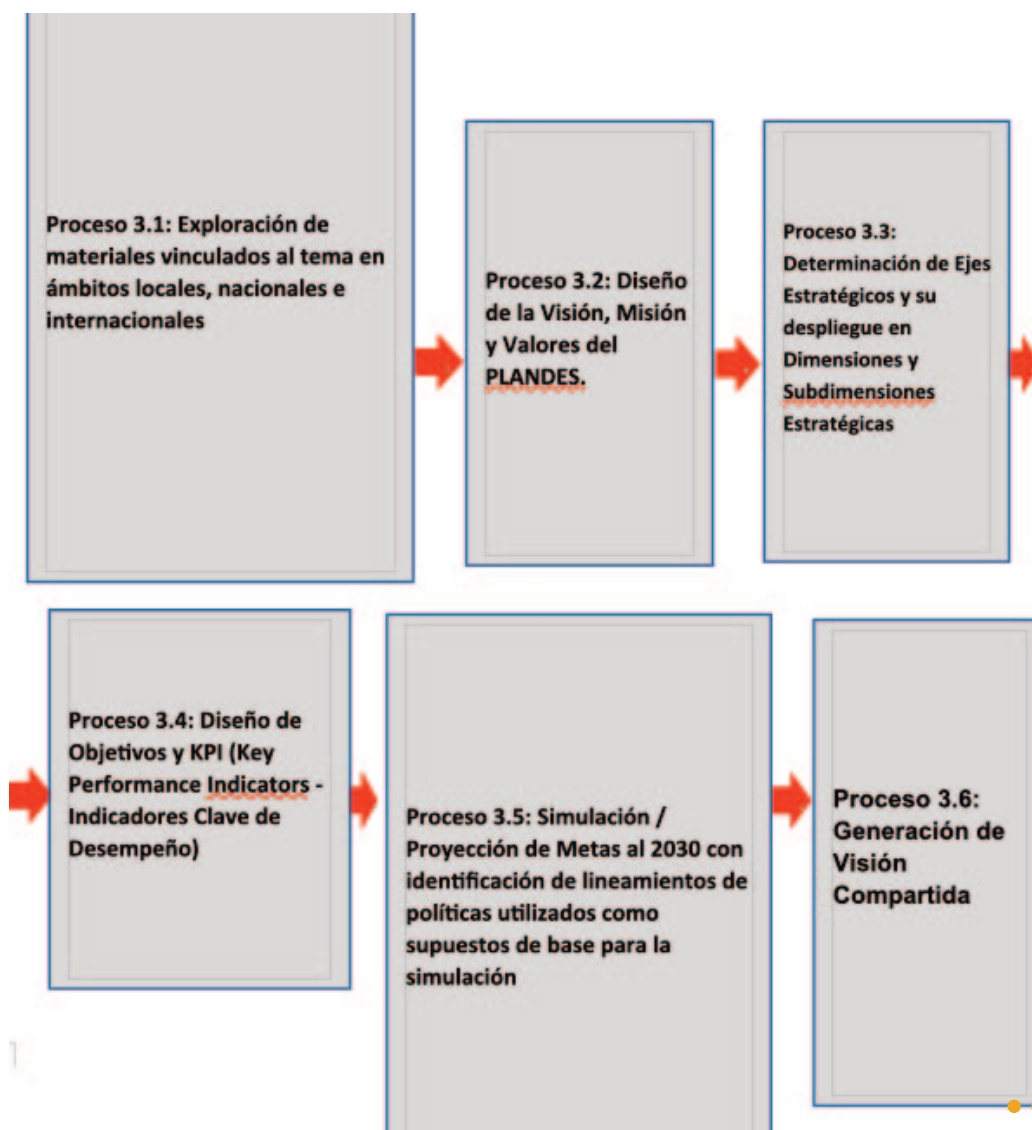 Proceso 3.1: Exploración de
materiales vinculados al tema en
ámbitos locales, nacionales e
internacionales
Proceso 3.2: Diseño
de la Visión, Misión
y Valores del
PLANDES.
Proceso 3.3:
Determinación de Ejes
Estratégicos y su
despliegue en
Dimensiones y
Subdimensiones
Estratégicas
Proceso 3.4: Diseño de
Objetivos y KPI (Key
Performance Indicators -
Indicadores Clave de
Desempeño)
Proceso 3.5: Simulación /
Proyección de Metas al 2030 con
identificación de lineamientos de
políticas utilizados como
supuestos de base para la
simulación
Proceso 3.6:
Generación de
Visión
Compartida